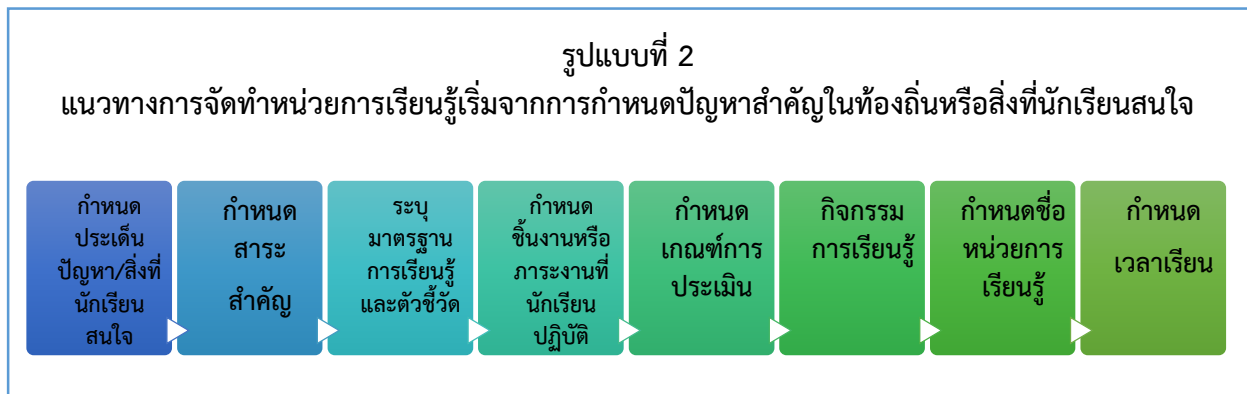 รูปแบบที่ 2
แนวทางการจัดทำหน่วยการเรียนรู้เริ่มจากการกำหนดปัญหาสำคัญในท้องถิ่นหรือสิ่งที่นักเรียนสนใจ
กำหนด
ประเด็น
ปัญหา/สิ่งที่
นักเรียน
สนใจ
กำหนด
สาระ
สำคัญ
ระบุ
มาตรฐาน
การเรียนรู้
และตัวชี้วัด
กำหนด
ชิ้นงานหรือ
ภาระงานที่
นักเรียน
ปฏิบัติ
กำหนด
เกณฑ์การ
ประเมิน
กิจกรรม
การเรียนรู้
กำหนดชื่อ
หน่วยการ
เรียนรู้
กำหนด
เวลาเรียน